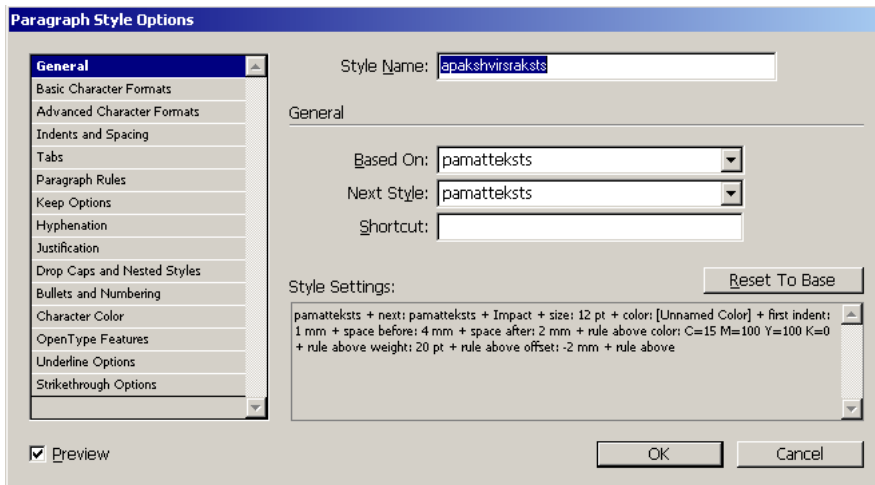 Paragraph Style Options
General
Basic Character Formats
Advanced Character Formats
Indents and Spacing
Tabs
Paragraph Rules
Keep Options
Hyphenation
Justification
Drop Caps and Nested Styles
Bullets and Numbering
Character Color
OpenType Features
Underline Options
Strikethrough Options
Style Name: apakshvirsraksts
General
Based On: pamatteksts
Next Style: pamatteksts
Shortcut:
Style Settings:
Reset To Base
pamatteksts + next: pamatteksts + Impact + size: 12 pt + color: [Unnamed Color] + first indent:
1 mm + space before: 4 mm + space after: 2 mm + rule above color: C=15 M=100 Y=100 K=0
+ rule above weight: 20 pt + rule above offset: -2 mm + rule above
Preview
OK
Cancel